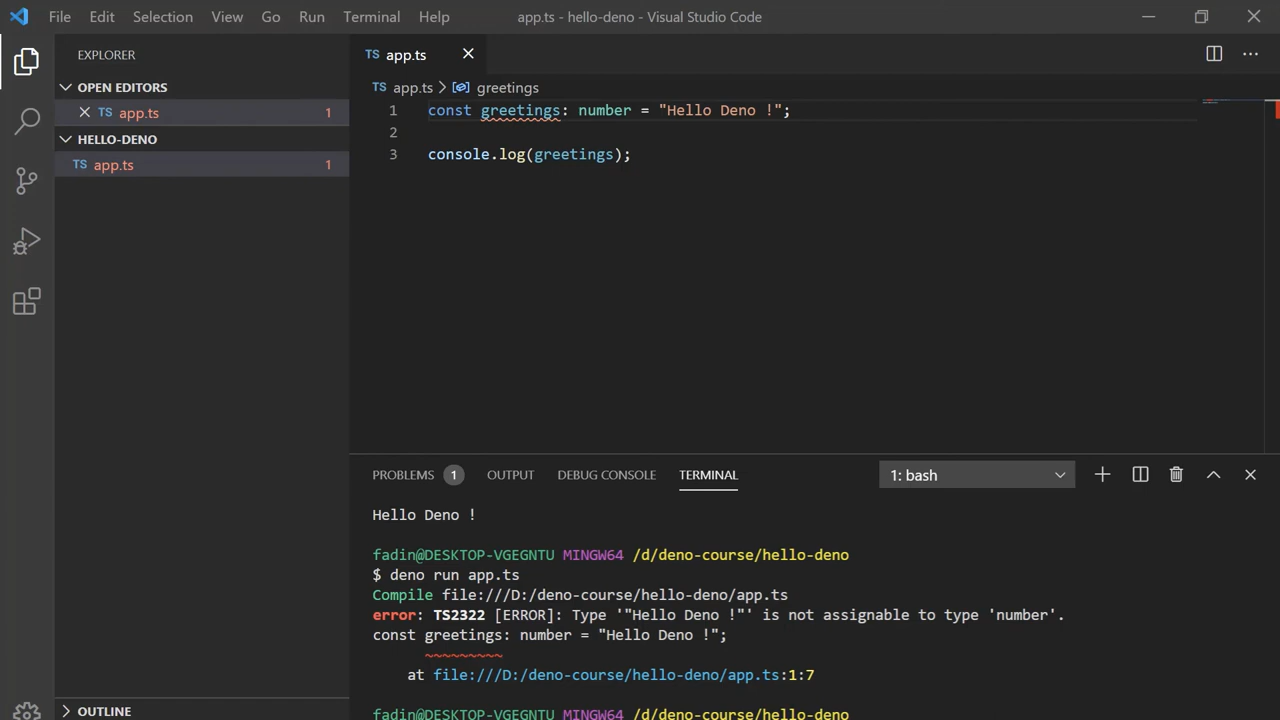 File Edit Selection View Go Run Terminal Help app.ts - hello-deno - Visual Studio Code
EXPLORER
OPEN EDITORS
TS app.ts 1
HELLO-DENO
TS app.ts 1
OUTLINE
TS app.ts
TS app.ts > greetings
1 const greetings: number = "Hello Deno !";
2
3 console.log(greetings);
PROBLEMS 1 OUTPUT DEBUG CONSOLE TERMINAL 1: bash
Hello Deno !
fadin@DESKTOP-VGEGNTU MINGW64 /d/deno-course/hello-deno
$ deno run app.ts
Compile file:///D:/deno-course/hello-deno/app.ts
error: TS2322 [ERROR]: Type '"Hello Deno !"' is not assignable to type 'number'.
const greetings: number = "Hello Deno !";
~~~~~~~~~
at file:///D:/deno-course/hello-deno/app.ts:1:7
fadin@DESKTOP-VGEGNTU MINGW64 /d/deno-course/hello-deno